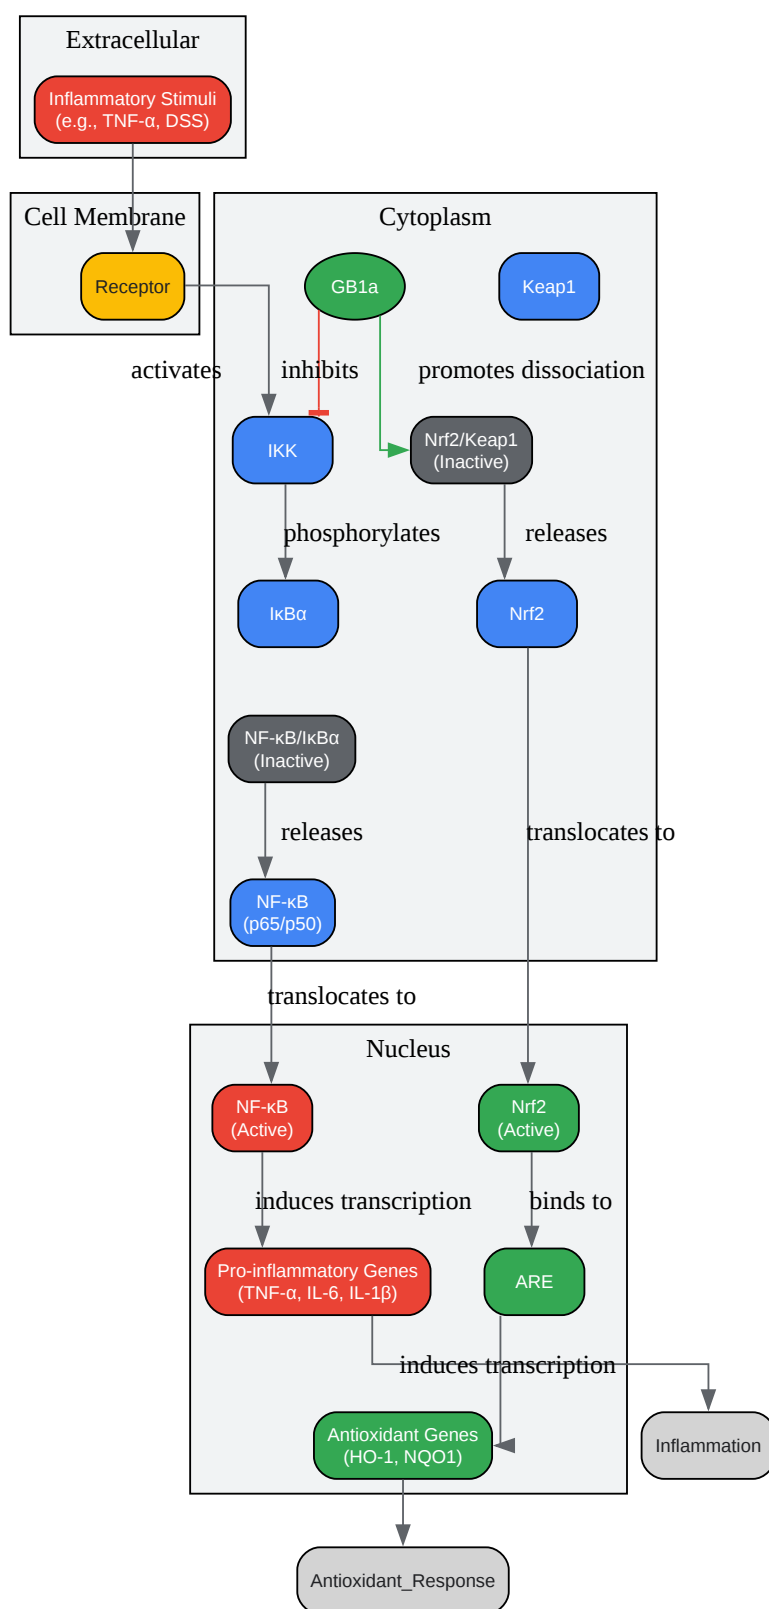 Extracellular
Inflammatory Stimuli
(e.g., TNF-α, DSS)
Cell Membrane
Cytoplasm
Receptor
GB1a
Keap1
activates
inhibits
promotes dissociation
IKK
Nrf2/Keap1
(Inactive)
phosphorylates
releases
IκBα
Nrf2
NF-κB/IκBα
(Inactive)
releases
translocates to
NF-κB
(p65/p50)
translocates to
Nucleus
NF-κB
(Active)
Nrf2
(Active)
induces transcription
binds to
Pro-inflammatory Genes
(TNF-α, IL-6, IL-1β)
ARE
induces transcription
Antioxidant Genes
(HO-1, NQO1)
Inflammation
Antioxidant_Response